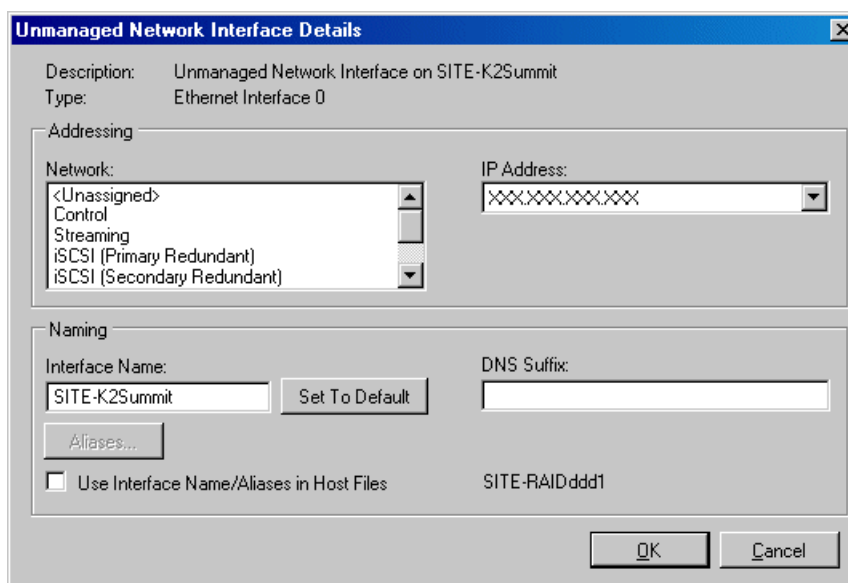 Unmanaged Network Interface Details
Description: Unmanaged Network Interface on SITE-K2Summit
Type: Ethernet Interface 0
Addressing
Network:
<Unassigned>
Control
Streaming
iSCSI (Primary Redundant)
iSCSI (Secondary Redundant)
IP Address:
XXX.XXX.XXX.XXX
Naming
Interface Name:
SITE-K2Summit
Set To Default
DNS Suffix:
Aliases...
Use Interface Name/Aliases in Host Files
SITE-RAIDddd1
OK
Cancel